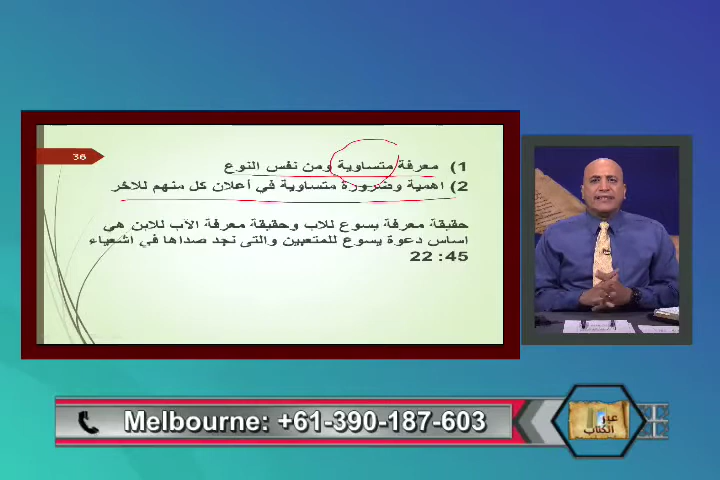 36
1) معرفة متساوية ومن نفس النوع
2) اهمية وضرورة متساوية في أعلان كل منهم للاخر
حقيقة معرفة يسوع للاب وحقيقة معرفة الآب للابن هي
اساس دعوة يسوع للمتعبين والتى نجد صداها في اشعياء
45: 22
Melbourne: +61-390-187-603
عبر
الكتاب